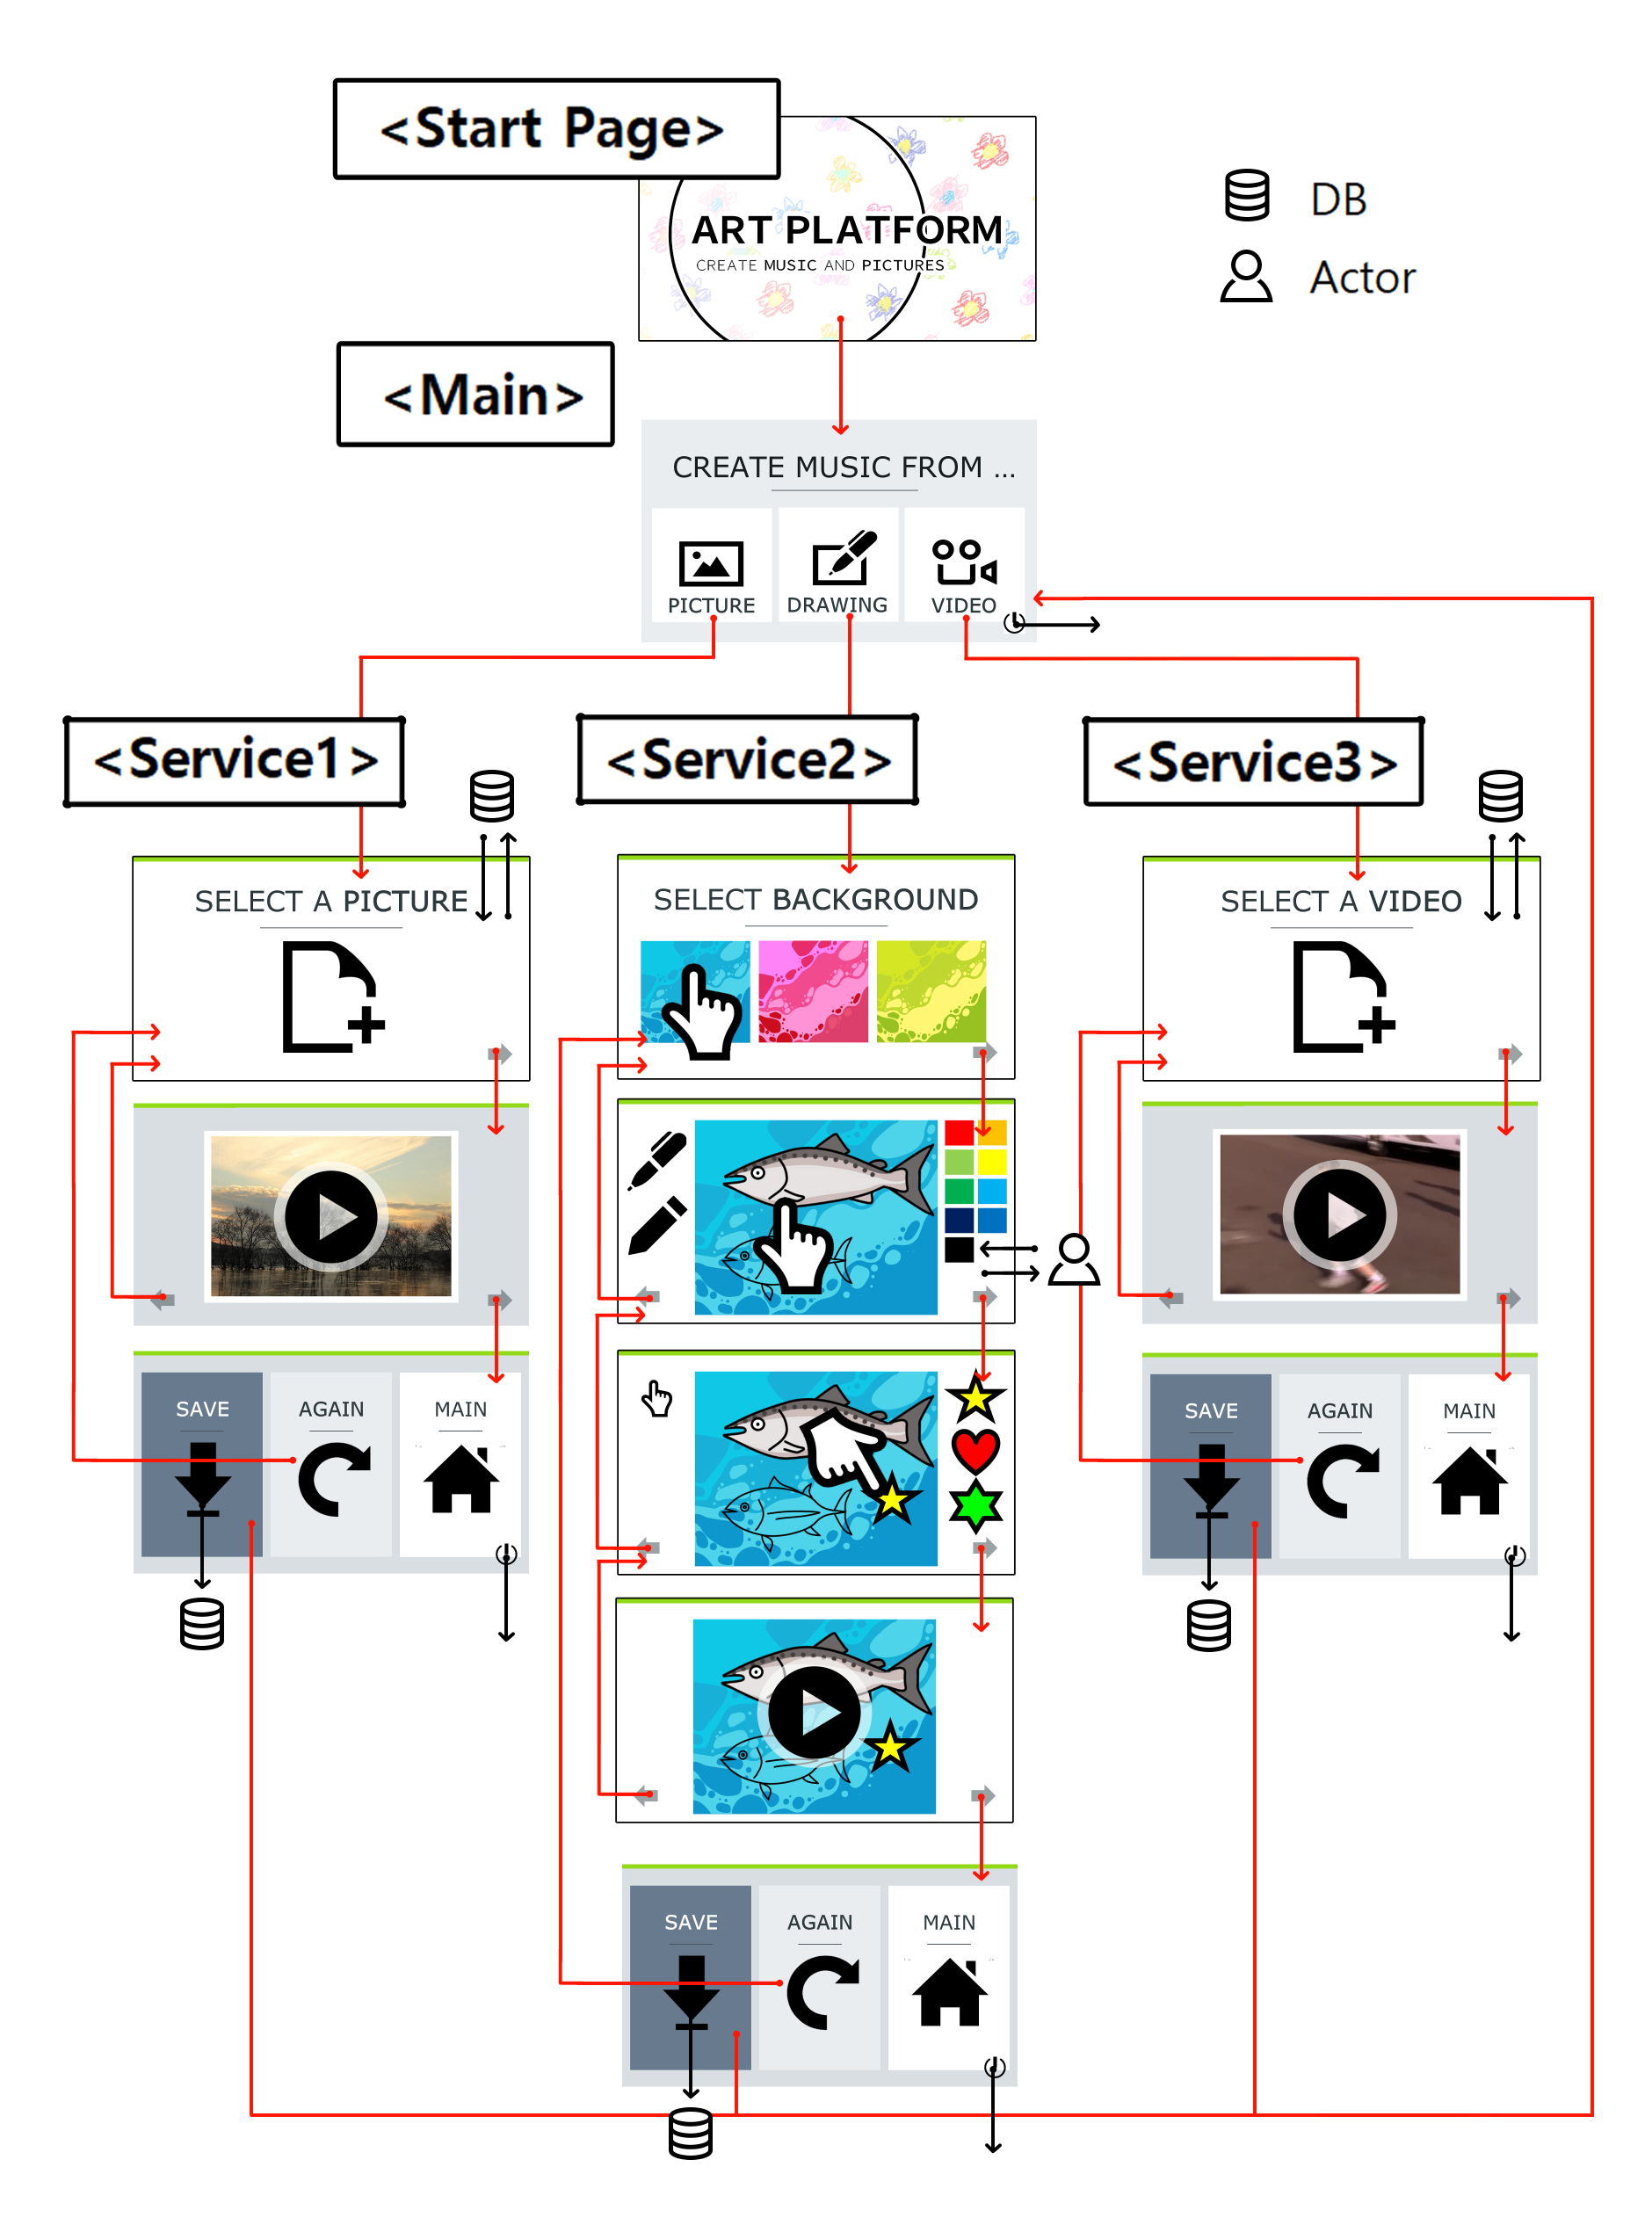 <Start Page>
ART PLATFORM
CREATE MUSIC AND PICTURES
DB
Actor
<Main>
CREATE MUSIC FROM ...
PICTURE
DRAWING
VIDEO
<Service1>
<Service2>
<Service3>
SELECT A PICTURE
SELECT BACKGROUND
SELECT A VIDEO
SAVE
AGAIN
MAIN
SAVE
AGAIN
MAIN
SAVE
AGAIN
MAIN